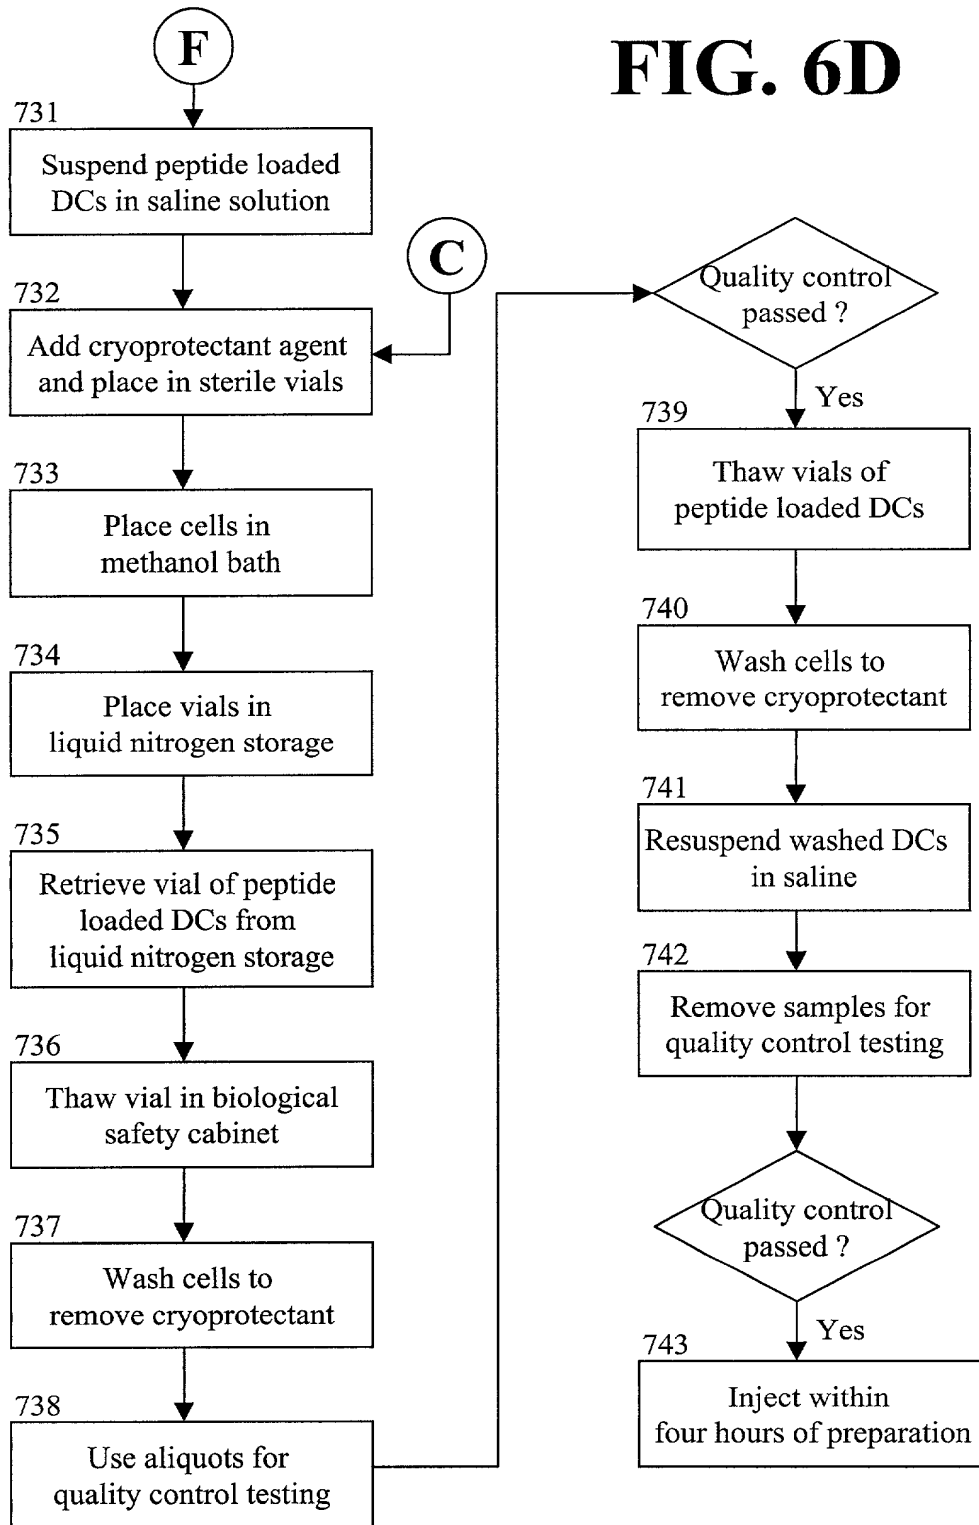 F
FIG. 6D
731
Suspend peptide loaded
DCs in saline solution
C
732
Add cryoprotectant agent
and place in sterile vials
733
Place cells in
methanol bath
734
Place vials in
liquid nitrogen storage
735
Retrieve vial of peptide
loaded DCs from
liquid nitrogen storage
736
Thaw vial in biological
safety cabinet
737
Wash cells to
remove cryoprotectant
738
Use aliquots for
quality control testing
Quality control
passed ?
Yes
739
Thaw vials of
peptide loaded DCs
740
Wash cells to
remove cryoprotectant
741
Resuspend washed DCs
in saline
742
Remove samples for
quality control testing
Quality control
passed ?
Yes
743
Inject within
four hours of preparation